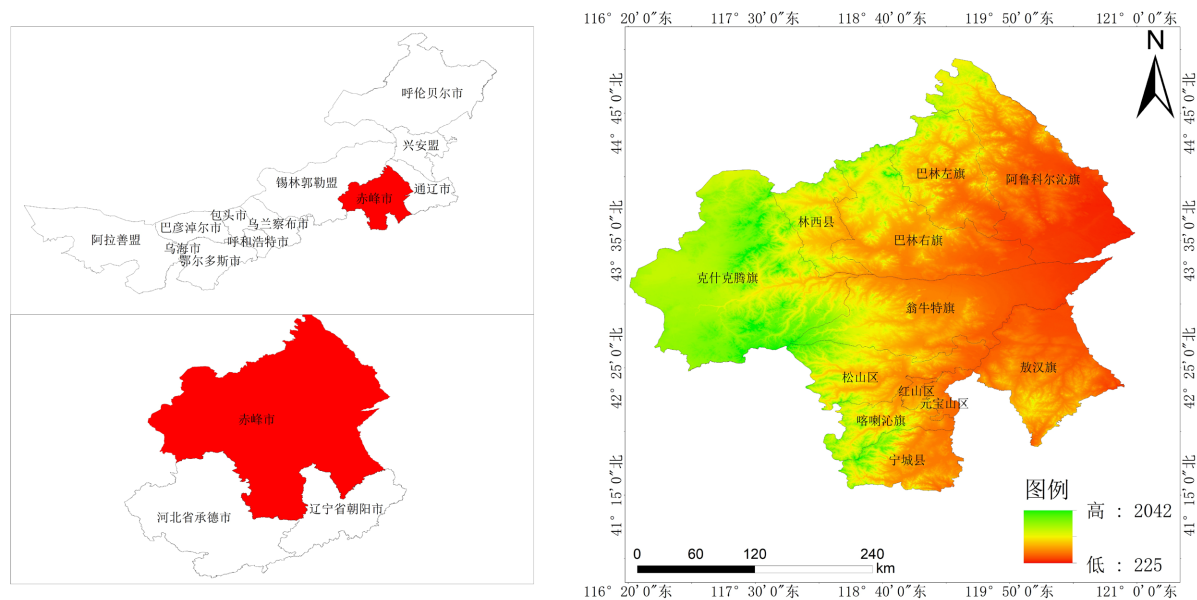 呼伦贝尔市
兴安盟
锡林郭勒盟
通辽市
赤峰市
包头市
巴彦淖尔市
乌兰察布市
阿拉善盟
呼和浩特市
乌海市
鄂尔多斯市
赤峰市
河北省承德市
辽宁省朝阳市
116° 20'0"东
117° 30'0"东
118° 40'0"东
119° 50'0"东
121° 0'0"东
N
44° 45'0"北
44° 45'0"北
43° 35'0"北
43° 35'0"北
42° 25'0"北
42° 25'0"北
41° 15'0"北
41° 15'0"北
巴林左旗
阿鲁科尔沁旗
林西县
巴林右旗
克什克腾旗
翁牛特旗
敖汉旗
松山区
红山区
元宝山区
喀喇沁旗
宁城县
图例
高 : 2042
低 : 225
0 60 120 240
km
116° 20'0"东
117° 30'0"东
118° 40'0"东
119° 50'0"东
121° 0'0"东